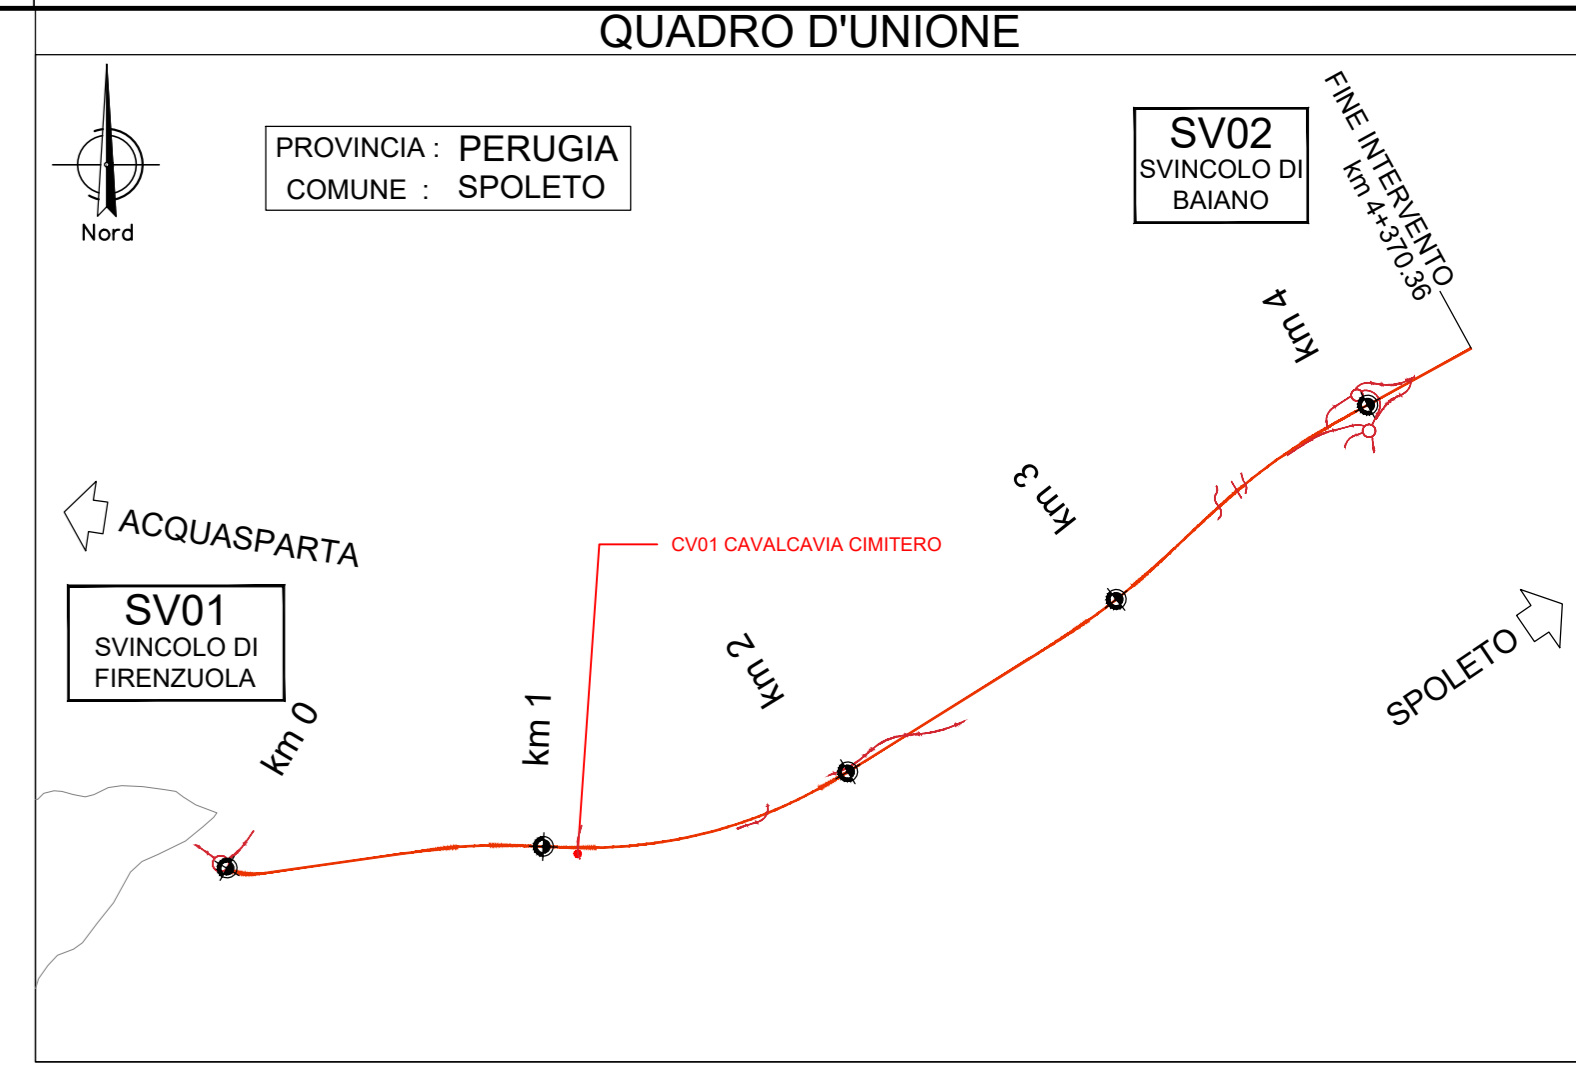 QUADRO D'UNIONE
Nord
PROVINCIA : PERUGIA
COMUNE : SPOLETO
SV02
SVINCOLO DI
BAIANO
FINE INTERVENTO
km 4+370.36
km 4
km 3
ACQUASPARTA
CV01 CAVALCAVIA CIMITERO
SV01
SVINCOLO DI
FIRENZUOLA
km 2
SPOLETO
km 1
km 0